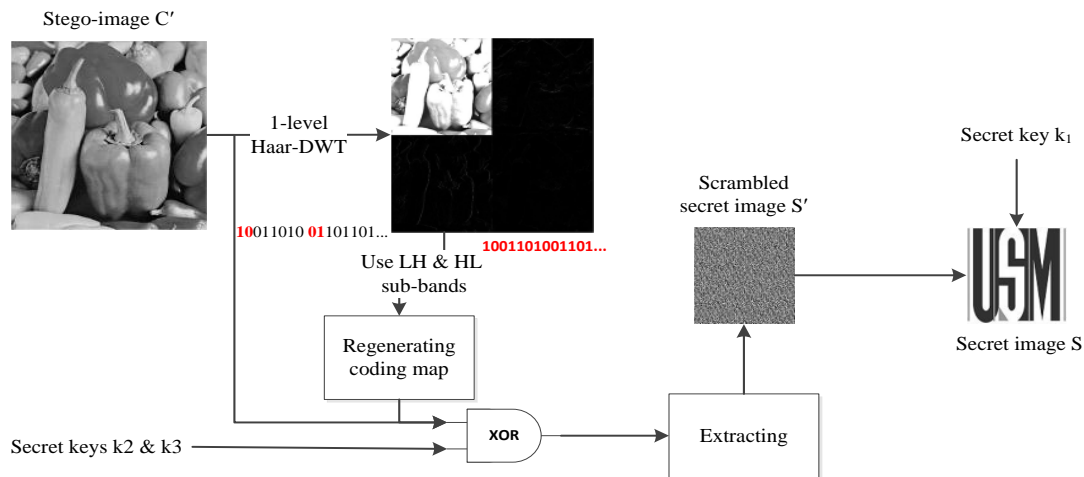 Stego-image C′
1-level
Haar-DWT
Secret key k₁
Scrambled
secret image S′
10011010 01101101...
1001101001101...
Use LH & HL
sub-bands
USM
Secret image S
Regenerating
coding map
XOR
Extracting
Secret keys k2 & k3